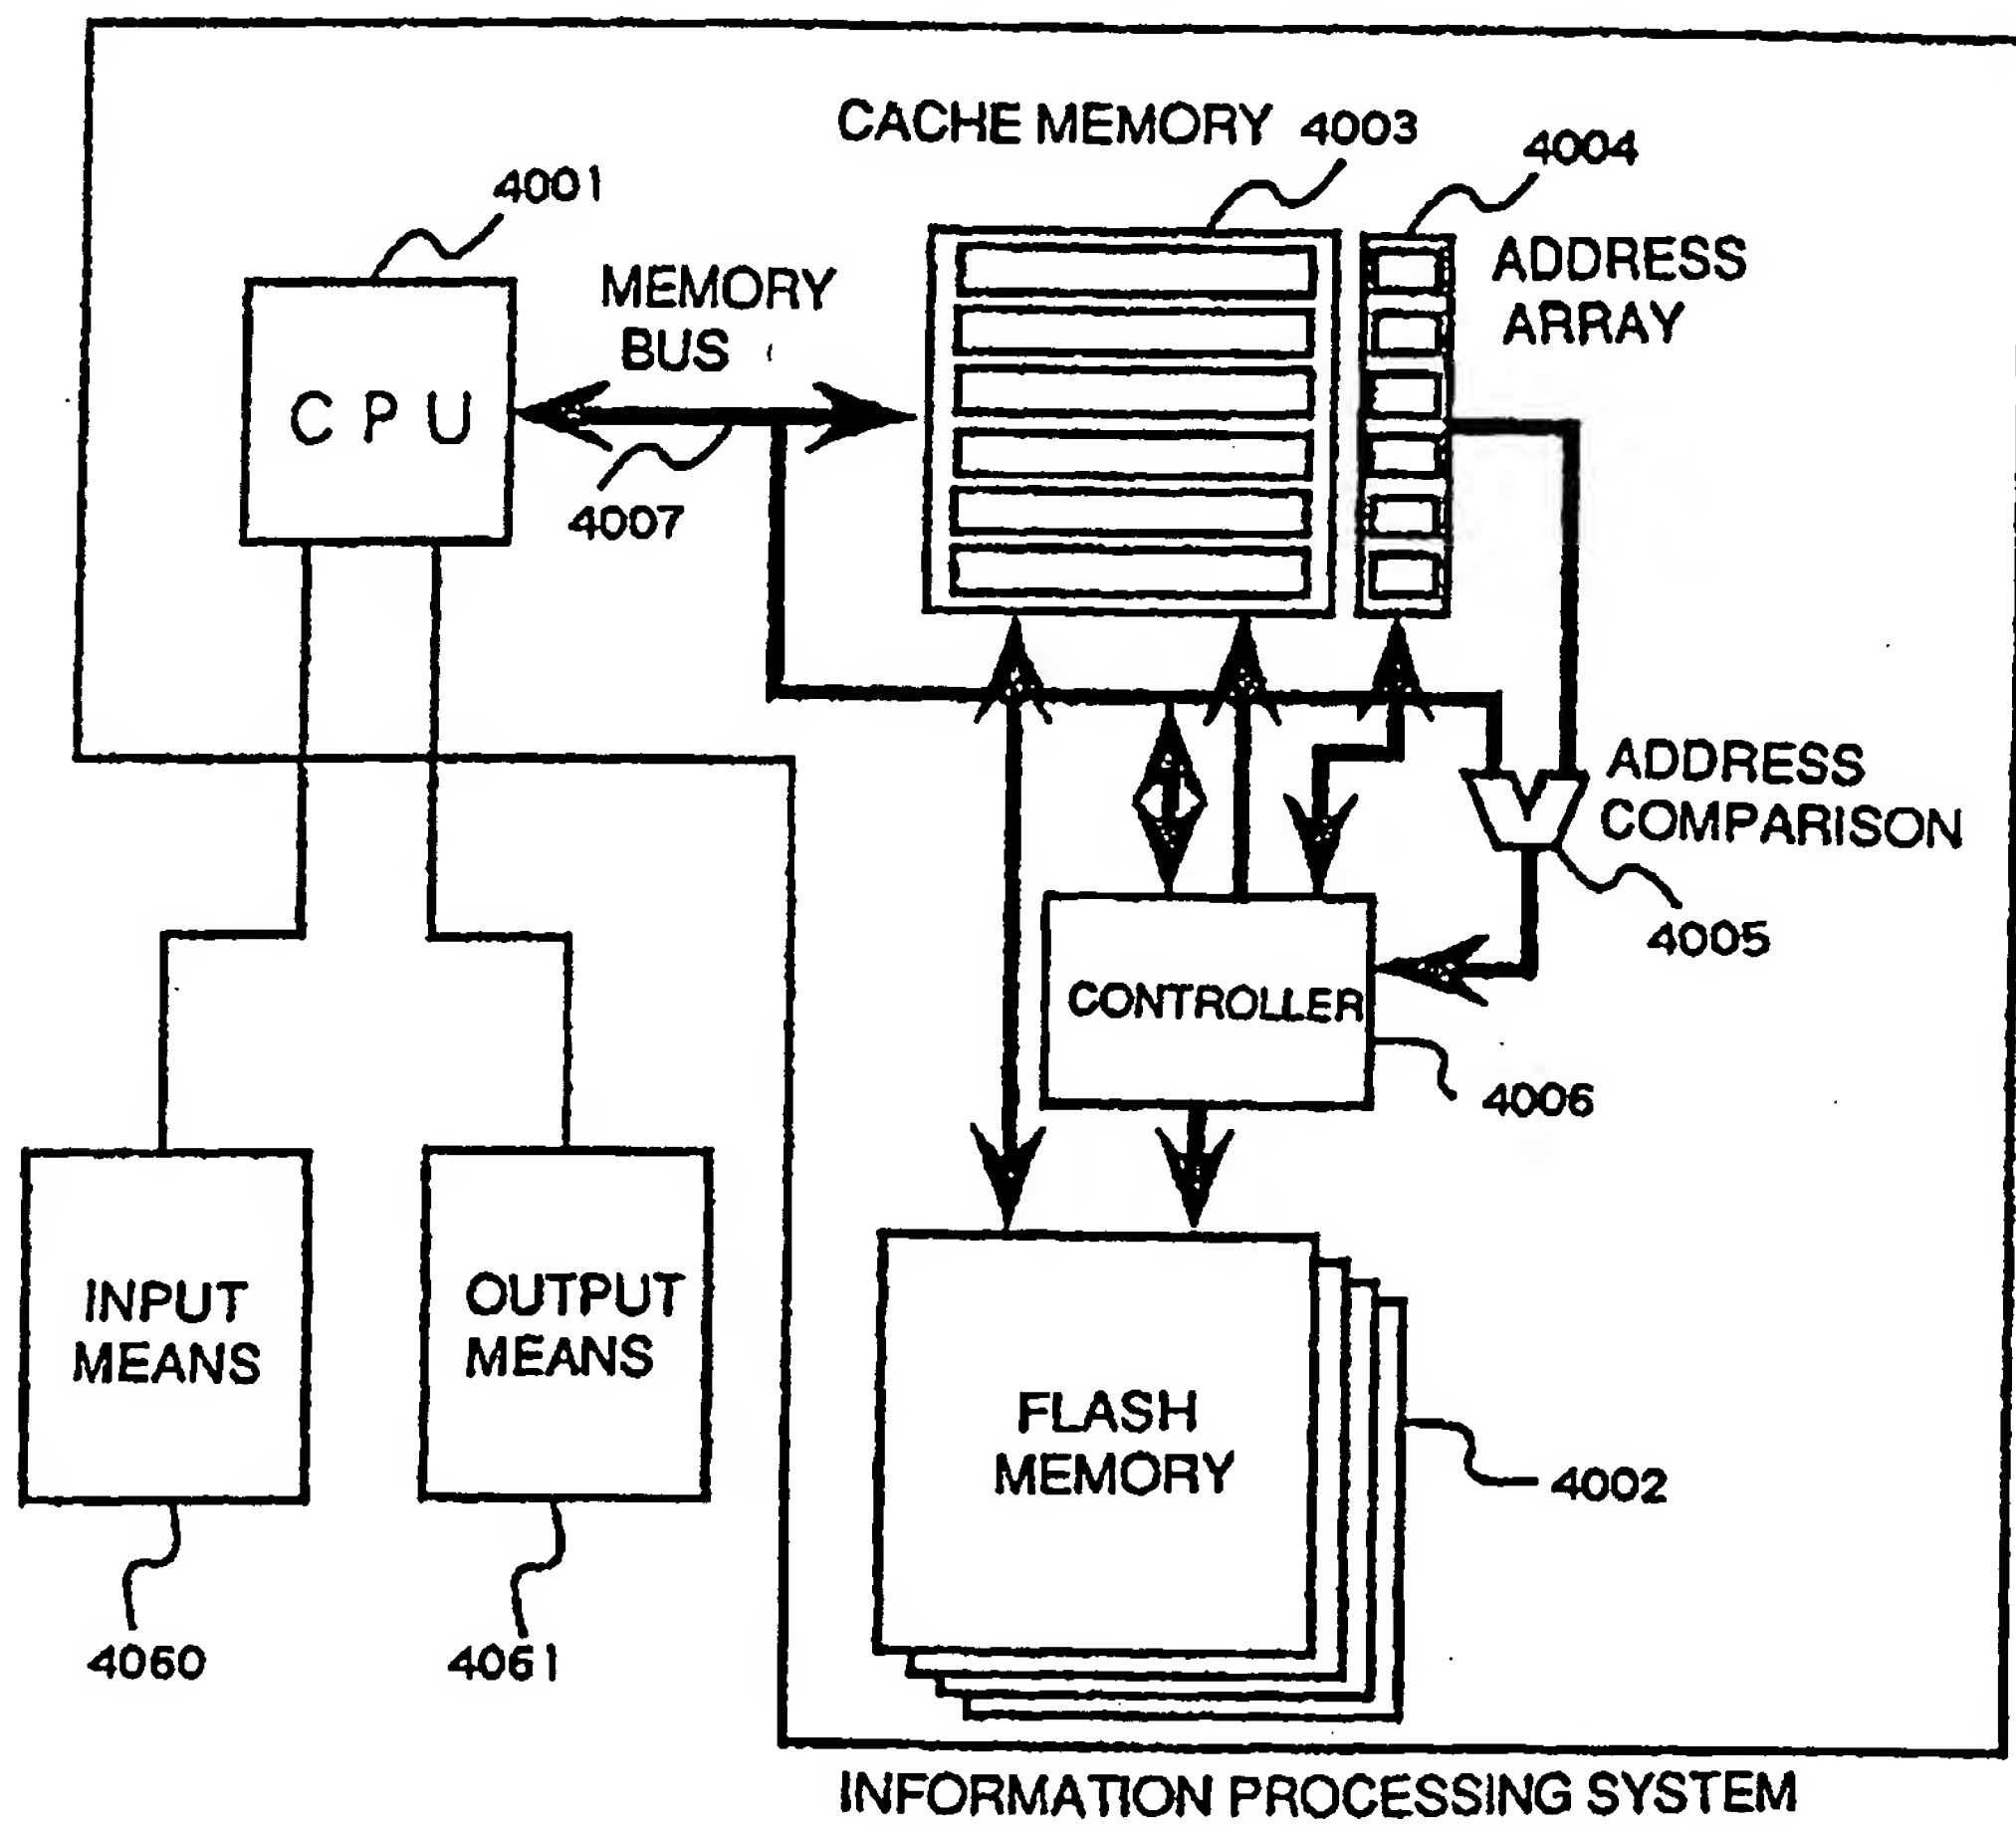 CACHE MEMORY 4003
4004
4001
ADDRESS
ARRAY
MEMORY
BUS
C P U
4007
ADDRESS
COMPARISON
4005
CONTROLLER
4006
INPUT
MEANS
OUTPUT
MEANS
FLASH
MEMORY
4002
4060
4061
INFORMATION PROCESSING SYSTEM